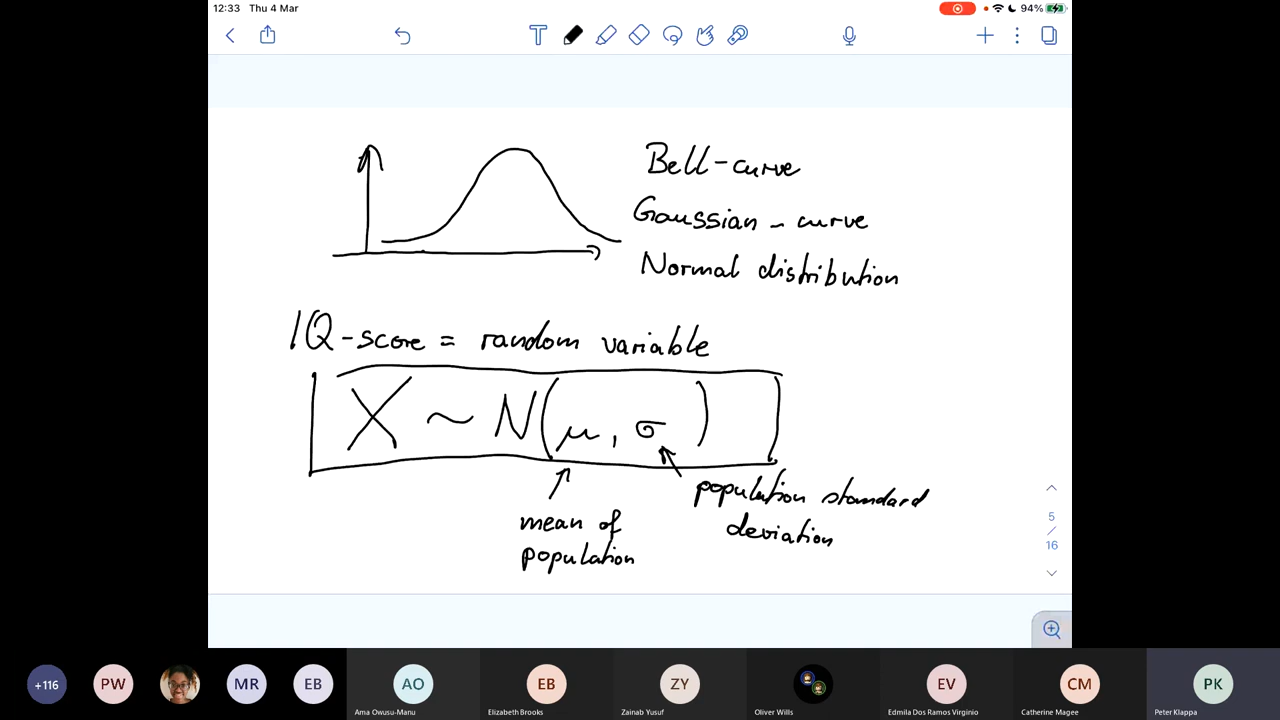 12:33 Thu 4 Mar
94%
T
Bell-curve
Gaussian - curve
Normal distribution
IQ-score = random variable
X ~ N(μ, σ)
population standard
deviation
mean of
population
5
/
16
+116
PW
MR
EB
AO
Ama Owusu-Manu
EB
Elizabeth Brooks
ZY
Zainab Yusuf
Oliver Wills
EV
Edmila Dos Ramos Virginio
CM
Catherine Magee
PK
Peter Klappa